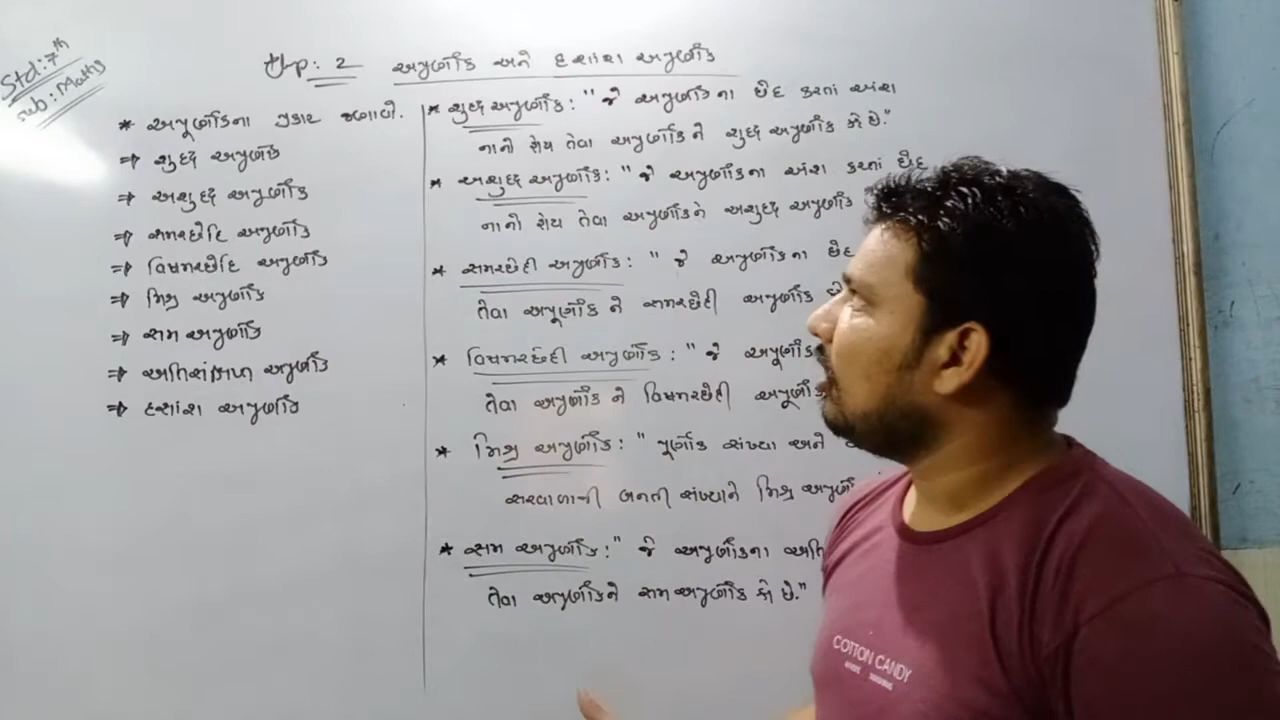 Std: 7th
Sub: Maths
Chp: 2 અપૂર્ણાંક અને દશાંશ અપૂર્ણાંક
* અપૂર્ણાંકના પ્રકાર જણાવો.
⇒ શુદ્ધ અપૂર્ણાંક
⇒ અશુદ્ધ અપૂર્ણાંક
⇒ સમચ્છેદિ અપૂર્ણાંક
⇒ વિષમચ્છેદિ અપૂર્ણાંક
⇒ મિશ્ર અપૂર્ણાંક
⇒ સમ અપૂર્ણાંક
⇒ અતિસંક્ષિપ્ત અપૂર્ણાંક
⇒ દશાંશ અપૂર્ણાંક
* શુદ્ધ અપૂર્ણાંક: "જે અપૂર્ણાંકના છેદ કરતાં અંશ
નાનો હોય તેવા અપૂર્ણાંકને શુદ્ધ અપૂર્ણાંક કહે છે."
* અશુદ્ધ અપૂર્ણાંક: "જે અપૂર્ણાંકના અંશ કરતાં છેદ
નાનો હોય તેવા અપૂર્ણાંકને અશુદ્ધ અપૂર્ણાંક
* સમચ્છેદી અપૂર્ણાંક: "જે અપૂર્ણાંકના છેદ
તેવા અપૂર્ણાંક ને સમચ્છેદી અપૂર્ણાંક
* વિષમચ્છેદી અપૂર્ણાંક: "જે અપૂર્ણાંક
તેવા અપૂર્ણાંક ને વિષમચ્છેદી અપૂર્ણાંક
* મિશ્ર અપૂર્ણાંક: "પૂર્ણાંક સંખ્યા અને
સરવાળાથી બનતી સંખ્યાને મિશ્ર અપૂર્ણાંક
* સમ અપૂર્ણાંક: "જે અપૂર્ણાંકના અતિ
તેવા અપૂર્ણાંકને સમ અપૂર્ણાંક કહે છે."
COTTON CANDY